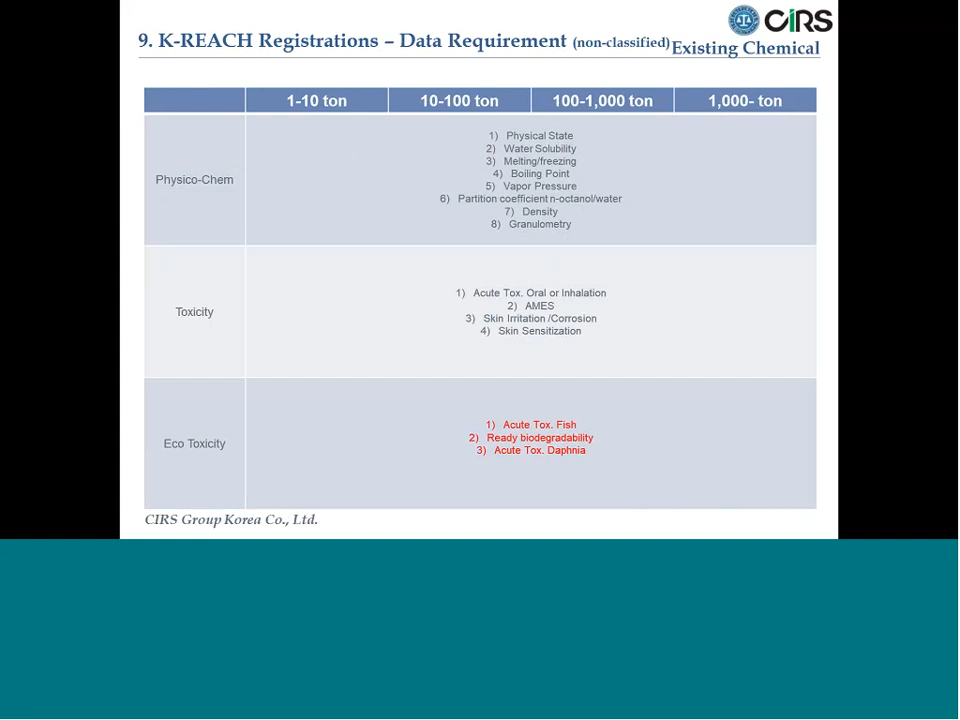 CIRS
9. K-REACH Registrations – Data Requirement (non-classified) Existing Chemical
1-10 ton 10-100 ton 100-1,000 ton 1,000- ton
Physico-Chem
1) Physical State
2) Water Solubility
3) Melting/freezing
4) Boiling Point
5) Vapor Pressure
6) Partition coefficient n-octanol/water
7) Density
8) Granulometry
Toxicity
1) Acute Tox. Oral or Inhalation
2) AMES
3) Skin Irritation /Corrosion
4) Skin Sensitization
Eco Toxicity
1) Acute Tox. Fish
2) Ready biodegradability
3) Acute Tox. Daphnia
CIRS Group Korea Co., Ltd.